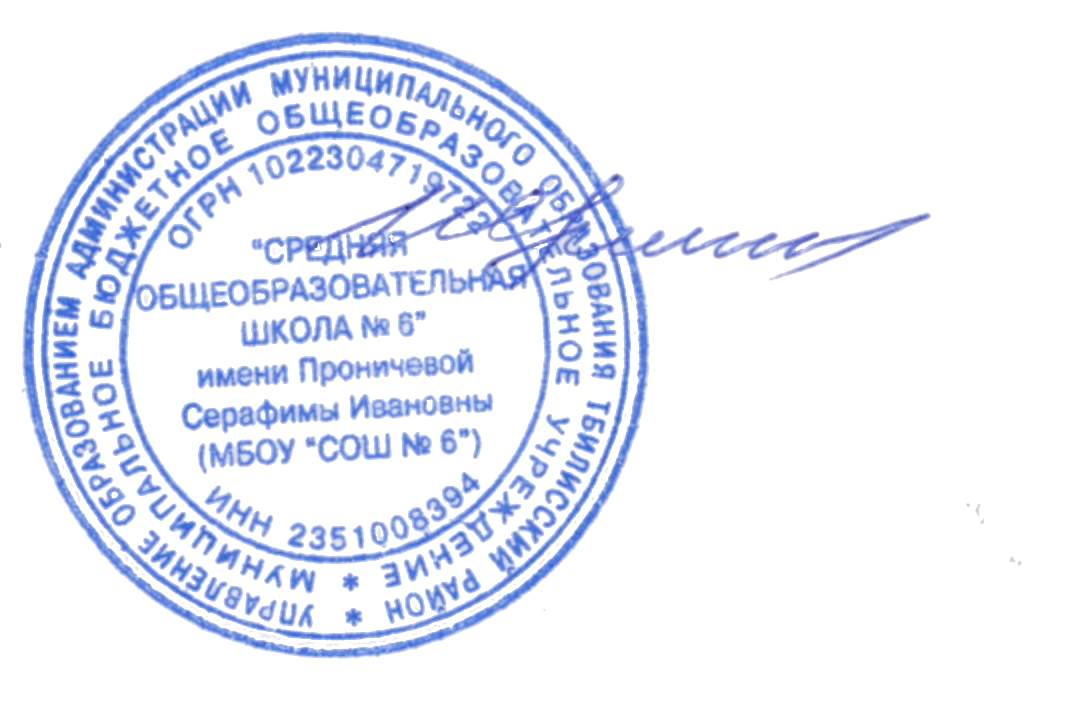 УПРАВЛЕНИЕ ОБРАЗОВАНИЕМ АДМИНИСТРАЦИИ МУНИЦИПАЛЬНОГО ОБРАЗОВАНИЯ ТБИЛИССКИЙ РАЙОН *
МУНИЦИПАЛЬНОЕ БЮДЖЕТНОЕ ОБЩЕОБРАЗОВАТЕЛЬНОЕ УЧРЕЖДЕНИЕ *
ОГРН 1022304719723
"СРЕДНЯЯ
ОБЩЕОБРАЗОВАТЕЛЬНАЯ
ШКОЛА № 6"
имени Проничевой
Серафимы Ивановны
(МБОУ "СОШ № 6")
ИНН 2351008394